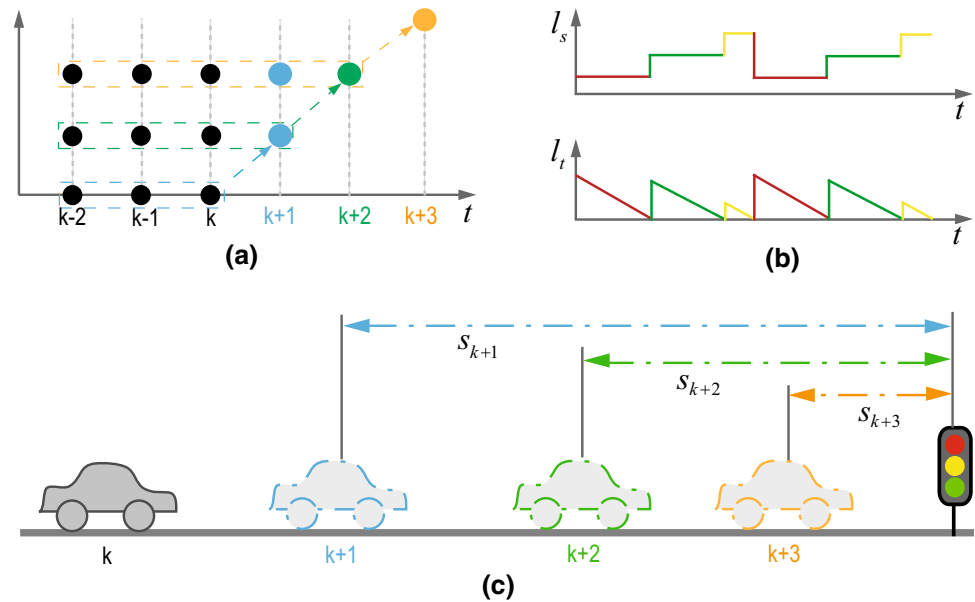 k-2 k-1 k k+1 k+2 k+3 t
(a)
l_s
t
l_t
t
(b)
s_{k+1}
s_{k+2}
s_{k+3}
k k+1 k+2 k+3
(c)